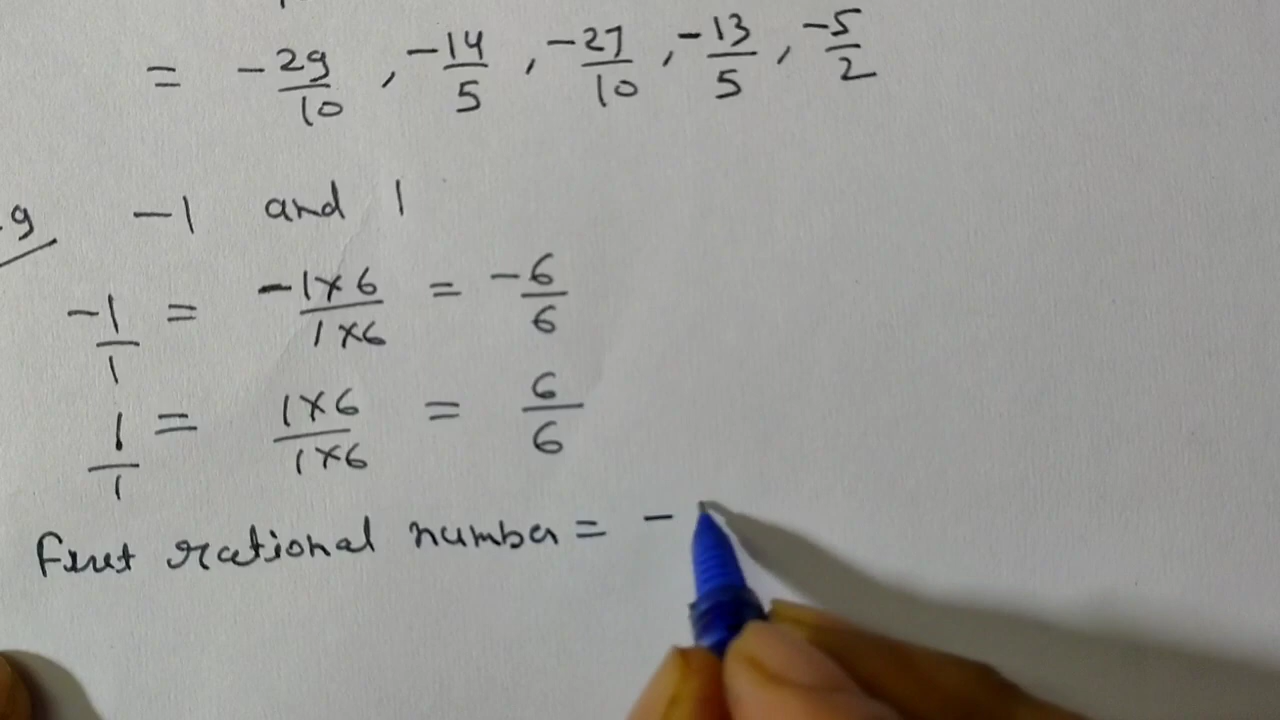 = -29/10 , -14/5 , -27/10 , -13/5 , -5/2
9 -1 and 1
-1/1 = -1×6/1×6 = -6/6
1/1 = 1×6/1×6 = 6/6
First rational number = -